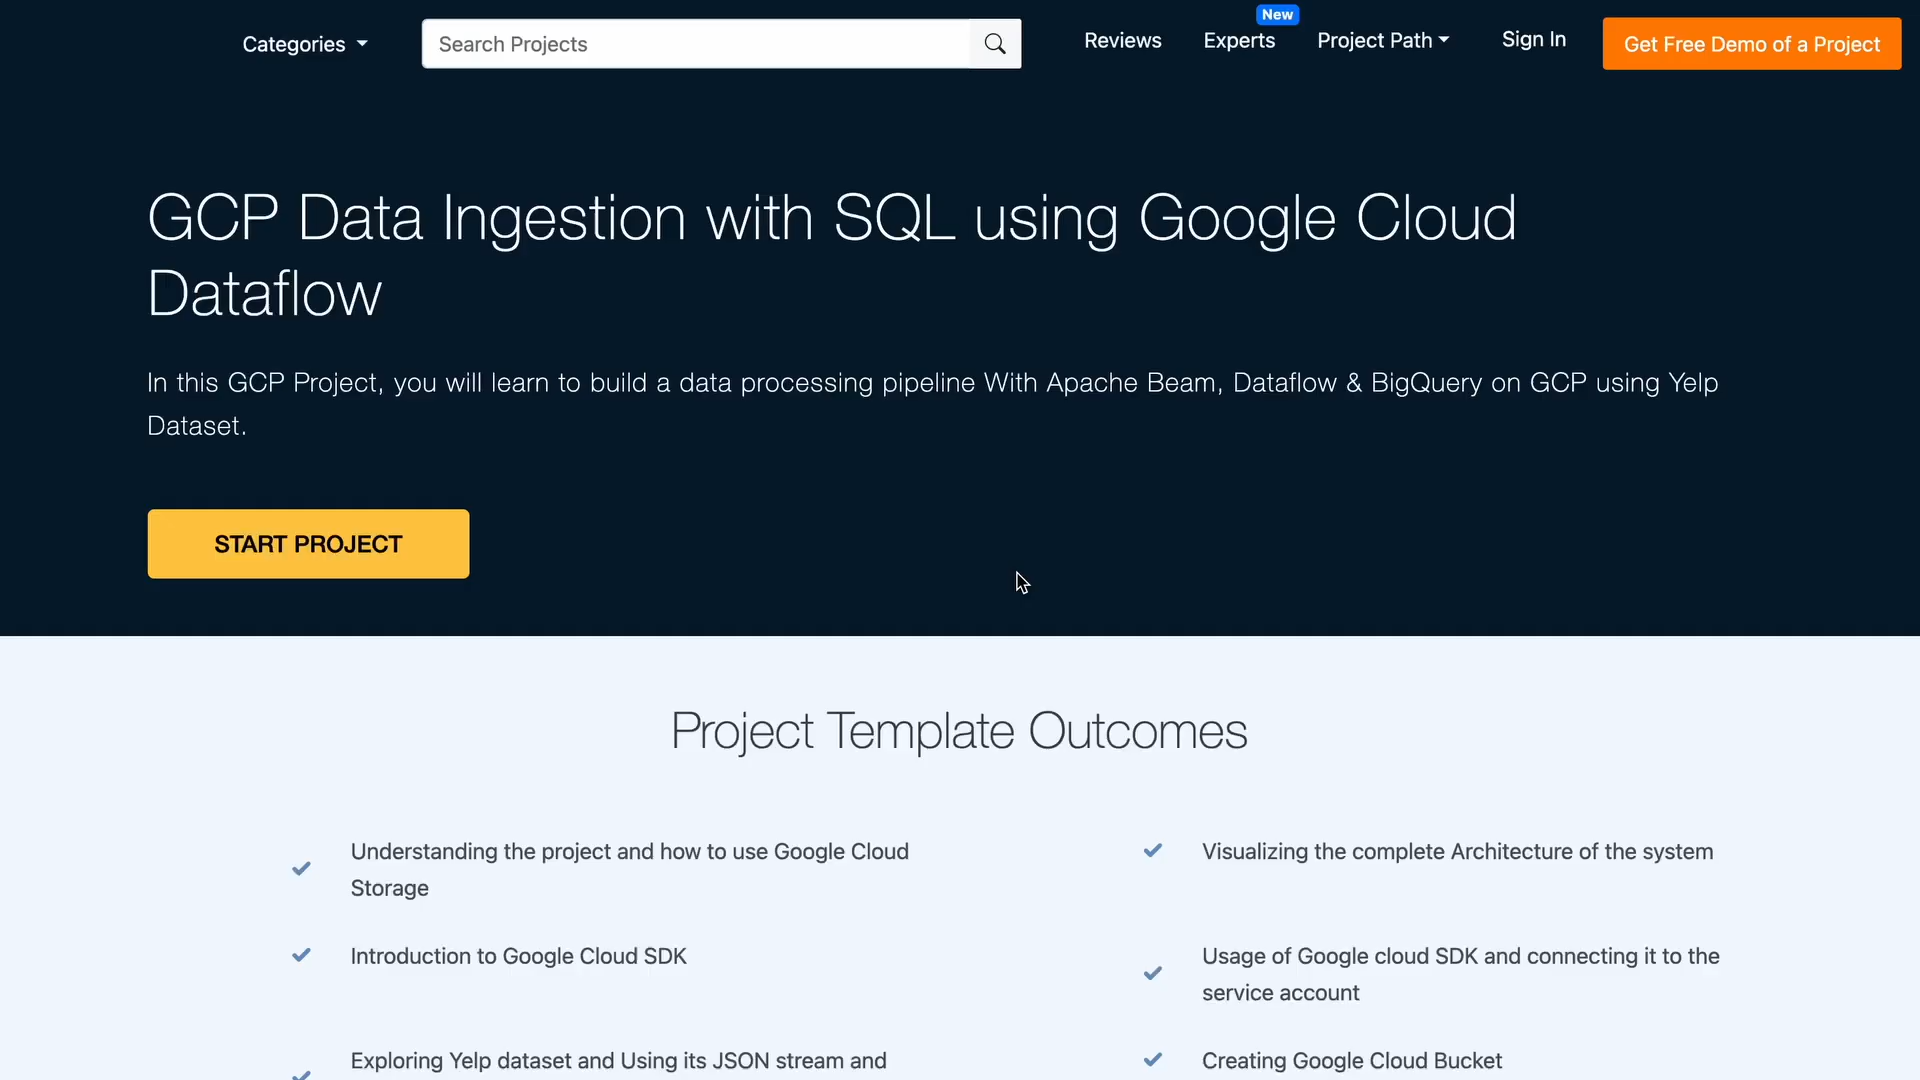 Categories
Search Projects
Reviews
Experts
New
Project Path
Sign In
Get Free Demo of a Project
GCP Data Ingestion with SQL using Google Cloud
Dataflow
In this GCP Project, you will learn to build a data processing pipeline With Apache Beam, Dataflow & BigQuery on GCP using Yelp
Dataset.
START PROJECT
Project Template Outcomes
Understanding the project and how to use Google Cloud
Storage
Visualizing the complete Architecture of the system
Introduction to Google Cloud SDK
Usage of Google cloud SDK and connecting it to the
service account
Exploring Yelp dataset and Using its JSON stream and
Creating Google Cloud Bucket